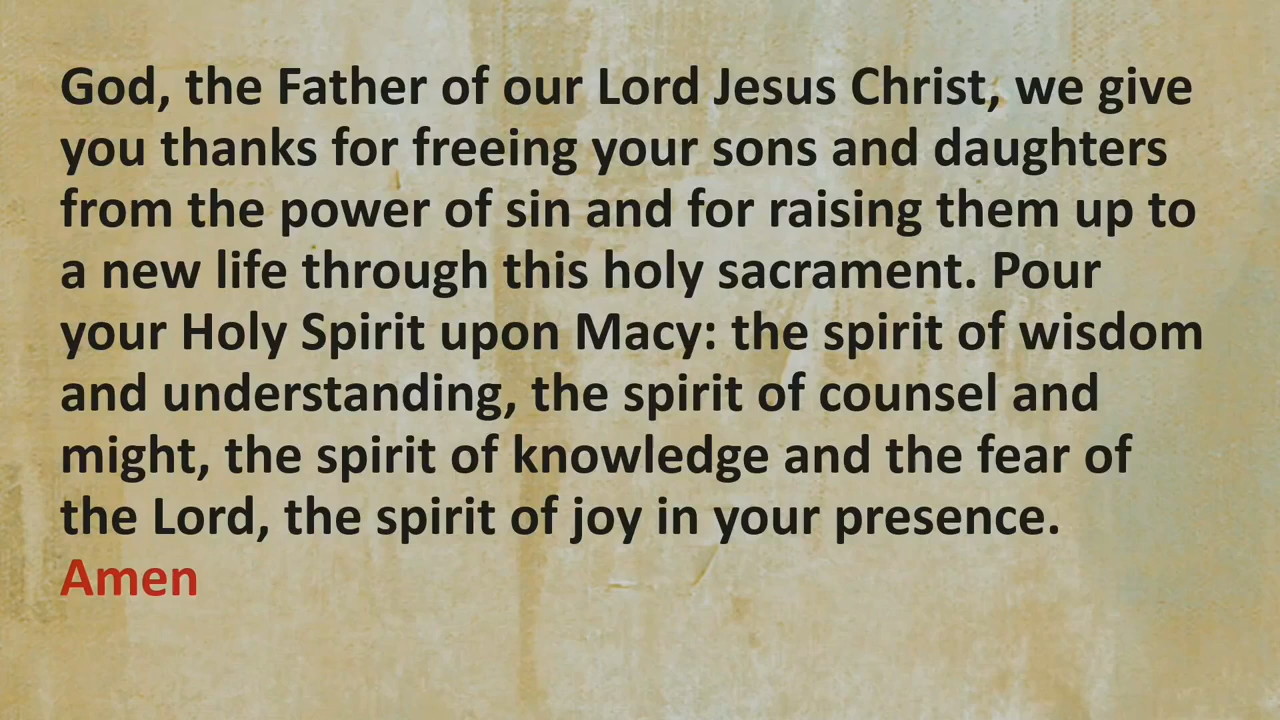 God, the Father of our Lord Jesus Christ, we give
you thanks for freeing your sons and daughters
from the power of sin and for raising them up to
a new life through this holy sacrament. Pour
your Holy Spirit upon Macy: the spirit of wisdom
and understanding, the spirit of counsel and
might, the spirit of knowledge and the fear of
the Lord, the spirit of joy in your presence.
Amen